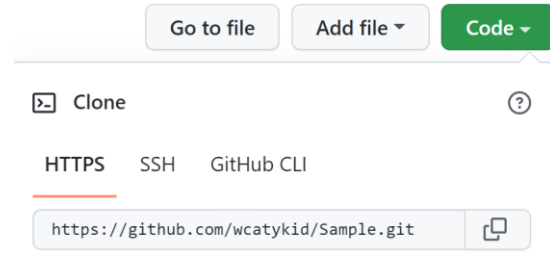 Go to file Add file Code
Clone
HTTPS SSH GitHub CLI
https://github.com/wcatykid/Sample.git